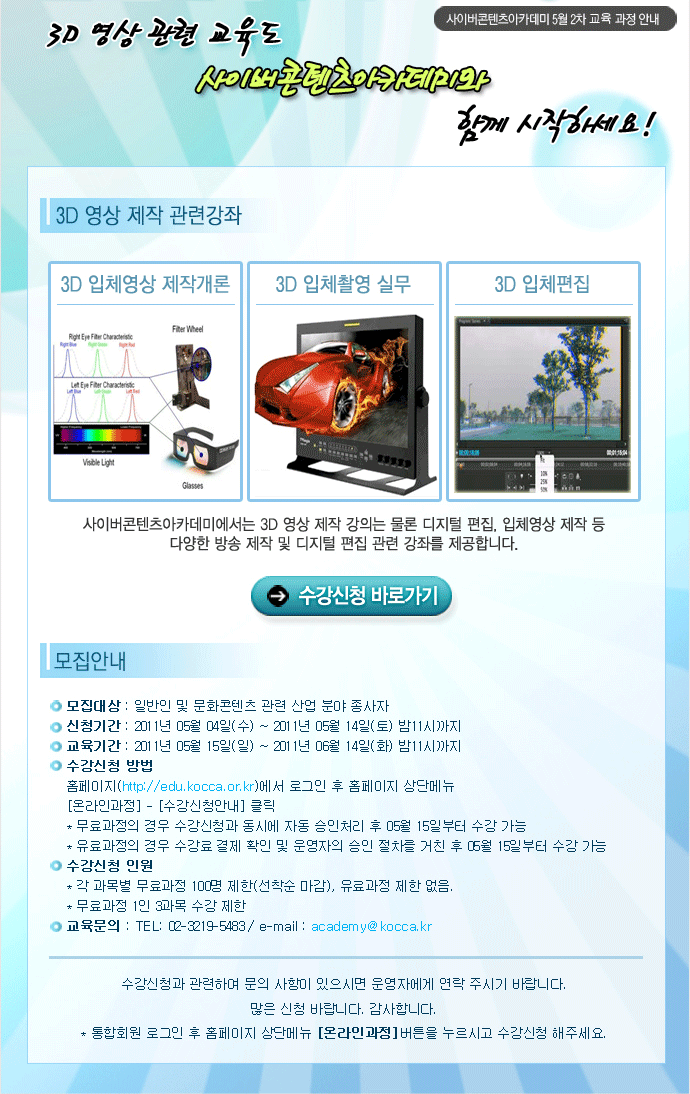 사이버콘텐츠아카데미 5월 2차 교육 과정 안내
3D 영상 관련 교육도
사이버콘텐츠아카데미와
함께 시작하세요!
3D 영상 제작 관련강좌
3D 입체영상 제작개론
3D 입체촬영 실무
3D 입체편집
Right Eye Filter Characteristic
Right Blue Right Green Right Red
Filter Wheel
Left Eye Filter Characteristic
Left Blue Left Green Left Red
Visible Light
Glasses
10%
25%
50%
사이버콘텐츠아카데미에서는 3D 영상 제작 강의는 물론 디지털 편집, 입체영상 제작 등
다양한 방송 제작 및 디지털 편집 관련 강좌를 제공합니다.
수강신청 바로가기
모집안내
모집대상 : 일반인 및 문화콘텐츠 관련 산업 분야 종사자
신청기간 : 2011년 05월 04일(수) ~ 2011년 05월 14일(토) 밤11시까지
교육기간 : 2011년 05월 15일(일) ~ 2011년 06월 14일(화) 밤11시까지
수강신청 방법
홈페이지(http://edu.kocca.or.kr)에서 로그인 후 홈페이지 상단메뉴
[온라인과정] - [수강신청안내] 클릭
* 무료과정의 경우 수강신청과 동시에 자동 승인처리 후 05월 15일부터 수강 가능
* 유료과정의 경우 수강료 결제 확인 및 운영자의 승인 절차를 거친 후 05월 15일부터 수강 가능
수강신청 인원
* 각 과목별 무료과정 100명 제한(선착순 마감), 유료과정 제한 없음.
* 무료과정 1인 3과목 수강 제한
교육문의 : TEL: 02-3219-5483 / e-mail : academy@kocca.kr
수강신청과 관련하여 문의 사항이 있으시면 운영자에게 연락 주시기 바랍니다.
많은 신청 바랍니다. 감사합니다.
* 통합회원 로그인 후 홈페이지 상단메뉴 [온라인과정]버튼을 누르시고 수강신청 해주세요.